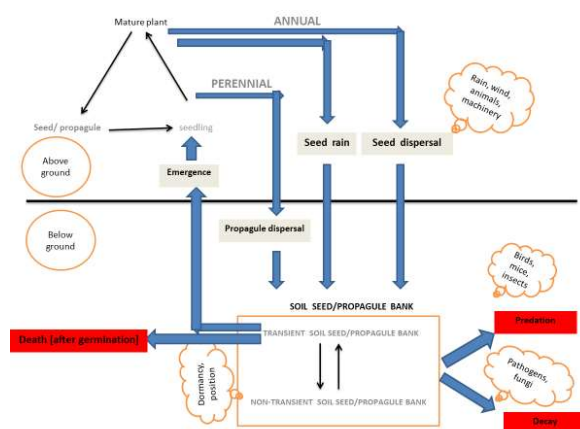 Mature plant
ANNUAL
PERENNIAL
Rain, wind,
animals,
machinery
Seed/ propagule
seedling
Seed rain
Seed dispersal
Above
ground
Emergence
Below
ground
Propagule dispersal
Birds,
mice,
insects
SOIL SEED/PROPAGULE BANK
Predation
Death [after germination]
TRANSIENT SOIL SEED/PROPAGULE BANK
Dormancy,
position
Pathogens,
fungi
NON-TRANSIENT SOIL SEED/PROPAGULE BANK
Decay